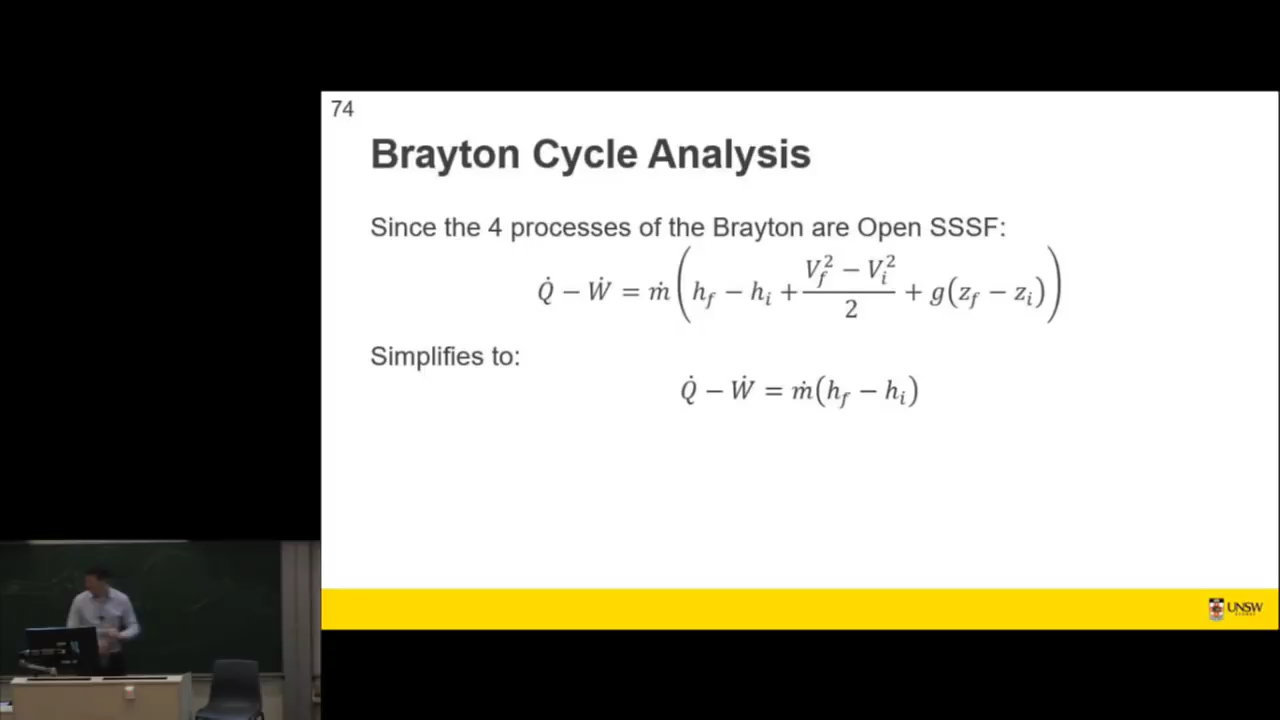 74
Brayton Cycle Analysis
Since the 4 processes of the Brayton are Open SSSF:
Q̇ − Ẇ = ṁ(h_f − h_i + (V_f² − V_i²)/2 + g(z_f − z_i))
Simplifies to:
Q̇ − Ẇ = ṁ(h_f − h_i)
UNSW